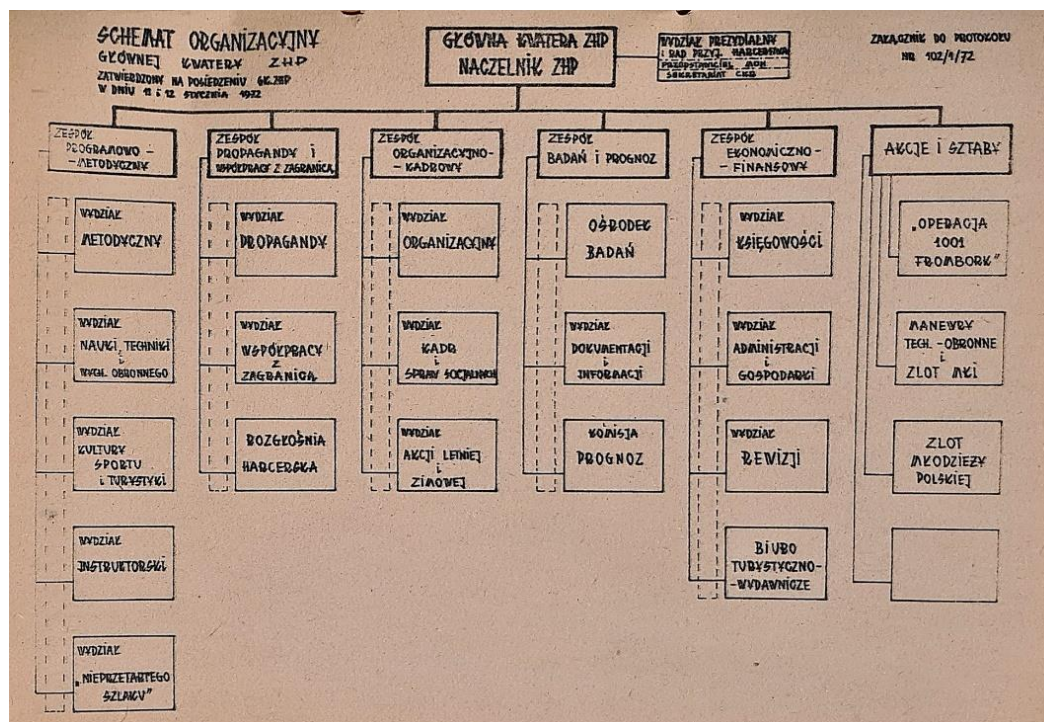 SCHEMAT ORGANIZACYJNY
GŁÓWNEJ KWATERY ZHP
ZATWIERDZONY NA POSIEDZENIU GK.ZHP
W DNIU 11 i 12 STYCZNIA 1972
GŁÓWNA KWATERA ZHP
NACZELNIK ZHP
WYDZIAŁ PREZYDIALNY
I RAD PRZYJ. HARCERSTWA
PRZEDSTAWICIEL MON
SEKRETARIAT CKR
ZAŁĄCZNIK DO PROTOKOŁU
NR 102/1/72
ZESPÓŁ
PROGRAMOWO -
-METODYCZNY
WYDZIAŁ
METODYCZNY
WYDZIAŁ
NAUKI, TECHNIKI
i
WYCH. OBRONNEGO
WYDZIAŁ
KULTURY
SPORTU
i TURYSTYKI
WYDZIAŁ
INSTRUKTORSKI
WYDZIAŁ
„NIEPRZETARTEGO
SZLAKU”
ZESPÓŁ
PROPAGANDY i
WSPÓŁPRACY Z ZAGRANICĄ
WYDZIAŁ
PROPAGANDY
WYDZIAŁ
WSPÓŁPRACY
Z
ZAGRANICĄ
ROZGŁOŚNIA
HARCERSKA
ZESPÓŁ
ORGANIZACYJNO-
- KADROWY
WYDZIAŁ
ORGANIZACYJNY
WYDZIAŁ
KADR
i
SPRAW SOCJALNYCH
WYDZIAŁ
AKCJI LETNIEJ
i
ZIMOWEJ
ZESPÓŁ
BADAŃ i PROGNOZ
OŚRODEK
BADAŃ
WYDZIAŁ
DOKUMENTACJI
i
INFORMACJI
KOMISJA
PROGNOZ
ZESPÓŁ
EKONOMICZNO-
- FINANSOWY
WYDZIAŁ
KSIĘGOWOŚCI
WYDZIAŁ
ADMINISTRACJI
i
GOSPODARKI
WYDZIAŁ
REWIZJI
BIURO
TURYSTYCZNO-
-WYDAWNICZE
AKCJE i SZTABY
„OPERACJA
1001
FROMBORK”
MANEWRY
TECH. -OBRONNE
i
ZLOT MKI
ZLOT
MŁODZIEŻY
POLSKIEJ